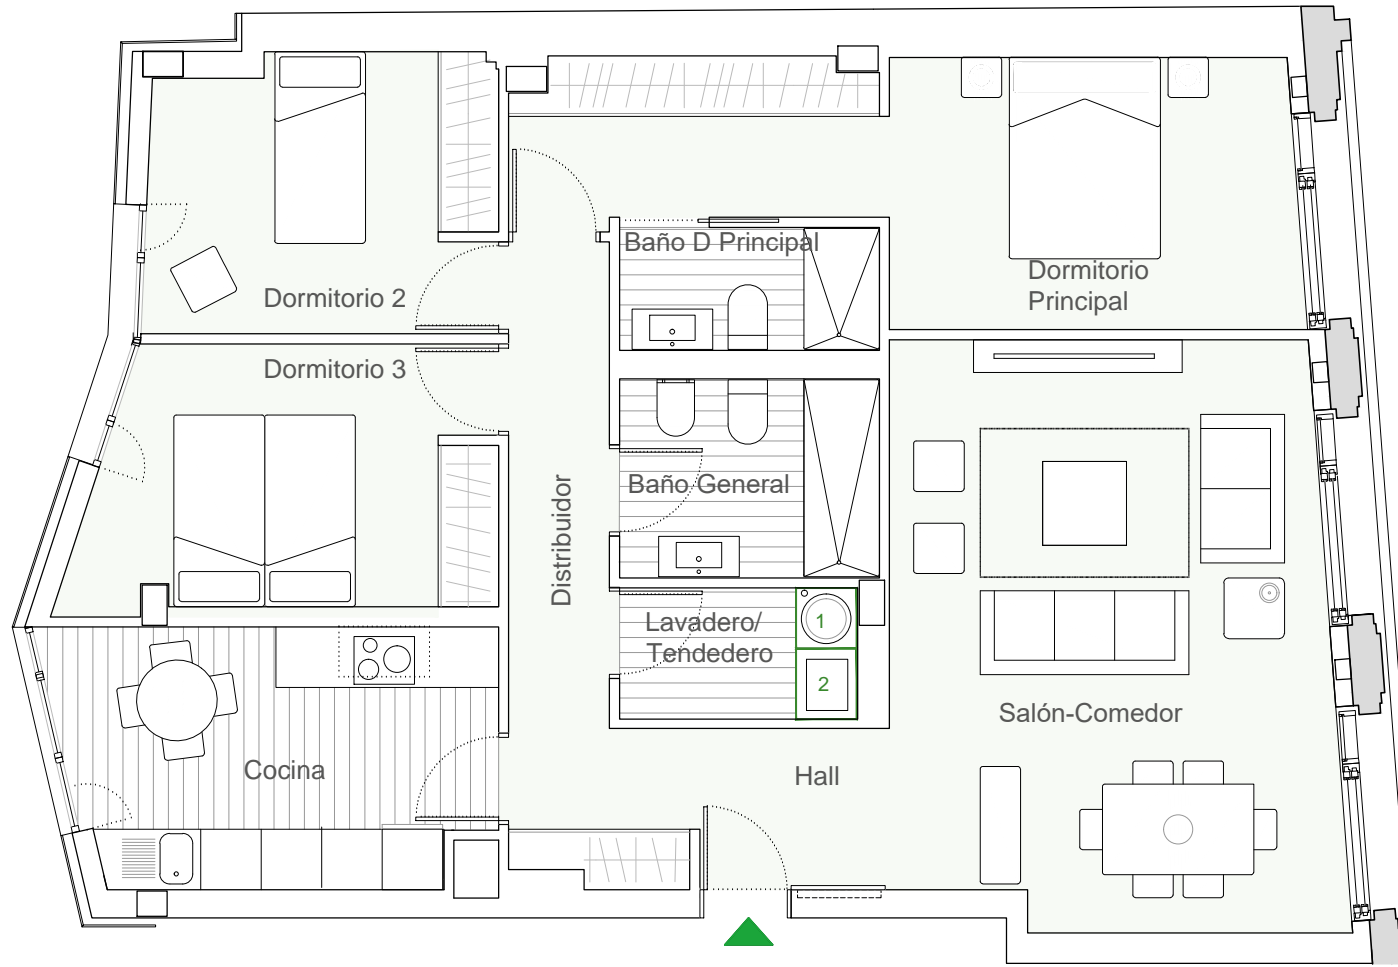 Baño D Principal
Dormitorio
Principal
Dormitorio 2
Dormitorio 3
Baño General
Distribuidor
Lavadero/
Tendedero
1
2
Salón-Comedor
Cocina
Hall